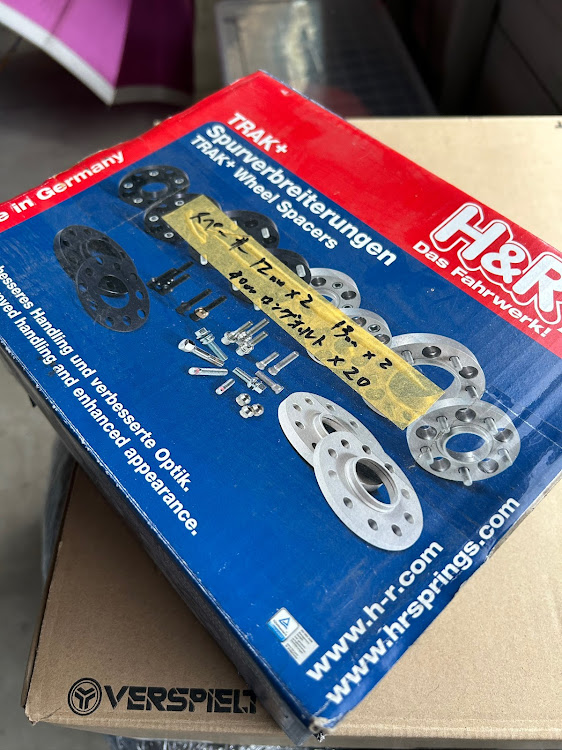 TRAK+
Spurverbreiterungen
TRAK+ Wheel Spacers
in Germany
H&R
Das Fahrwerk!
スペーサー 12mm×2 15mm×2
40mm ロングボルト ×20
besseres Handling und verbesserte Optik.
handling and enhanced appearance.
www.h-r.com
www.hrsprings.com
VERSPIELT